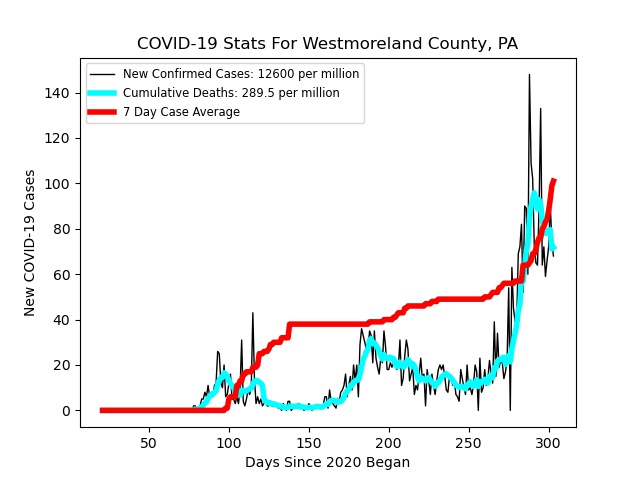 COVID-19 Stats For Westmoreland County, PA
New Confirmed Cases: 12600 per million
Cumulative Deaths: 289.5 per million
7 Day Case Average
New COVID-19 Cases
140
120
100
80
60
40
20
0
50 100 150 200 250 300
Days Since 2020 Began